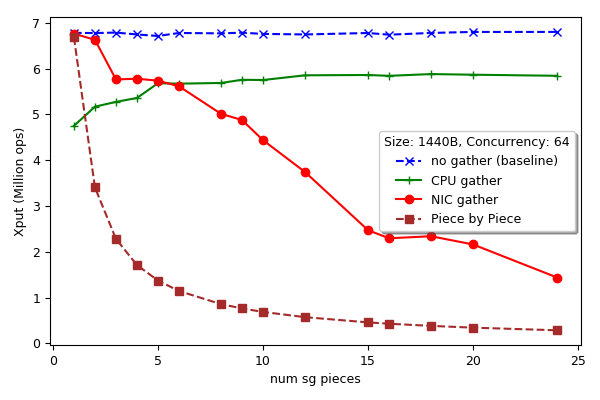 7
6
5
4
3
2
1
0
Xput (Million ops)
Size: 1440B, Concurrency: 64
no gather (baseline)
CPU gather
NIC gather
Piece by Piece
0 5 10 15 20 25
num sg pieces